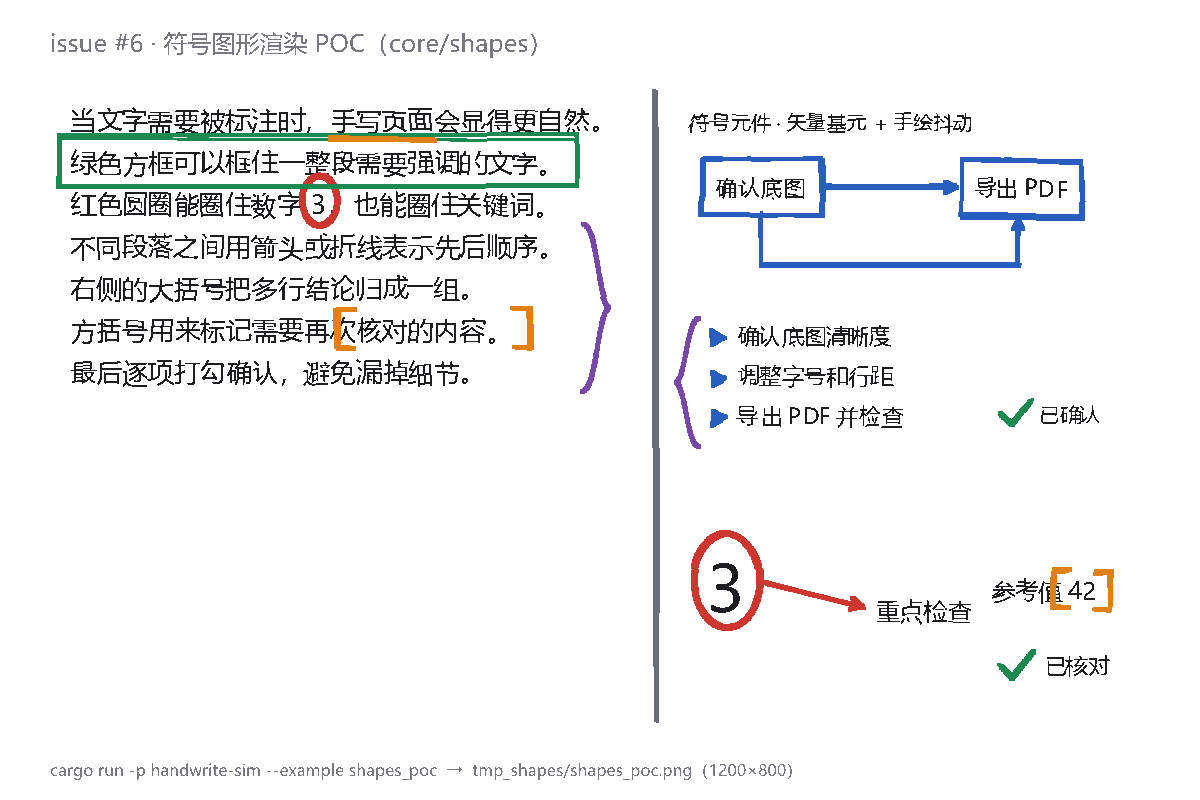 issue #6 · 符号图形渲染 POC（core/shapes）
当文字需要被标注时，手写页面会显得更自然。
绿色方框可以框住一整段需要强调的文字。
红色圆圈能圈住数字 3 也能圈住关键词。
不同段落之间用箭头或折线表示先后顺序。
右侧的大括号把多行结论归成一组。
方括号用来标记需要再次核对的内容。
最后逐项打勾确认，避免漏掉细节。
符号元件 · 矢量基元 + 手绘抖动
确认底图
导出 PDF
确认底图清晰度
调整字号和行距
导出 PDF 并检查
已确认
3
重点检查
参考值 [42]
已核对
cargo run -p handwrite-sim --example shapes_poc → tmp_shapes/shapes_poc.png（1200×800）